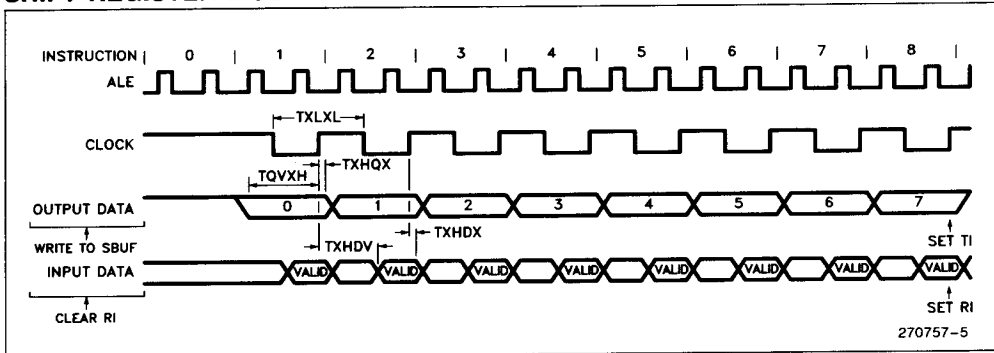 INSTRUCTION | 0 | 1 | 2 | 3 | 4 | 5 | 6 | 7 | 8 |
ALE
TXLXL
CLOCK
TXHQX
TQVXH
OUTPUT DATA 0 1 2 3 4 5 6 7
WRITE TO SBUF
TXHDV
TXHDX
SET TI
INPUT DATA VALID VALID VALID VALID VALID VALID VALID VALID
CLEAR RI
SET RI
270757-5